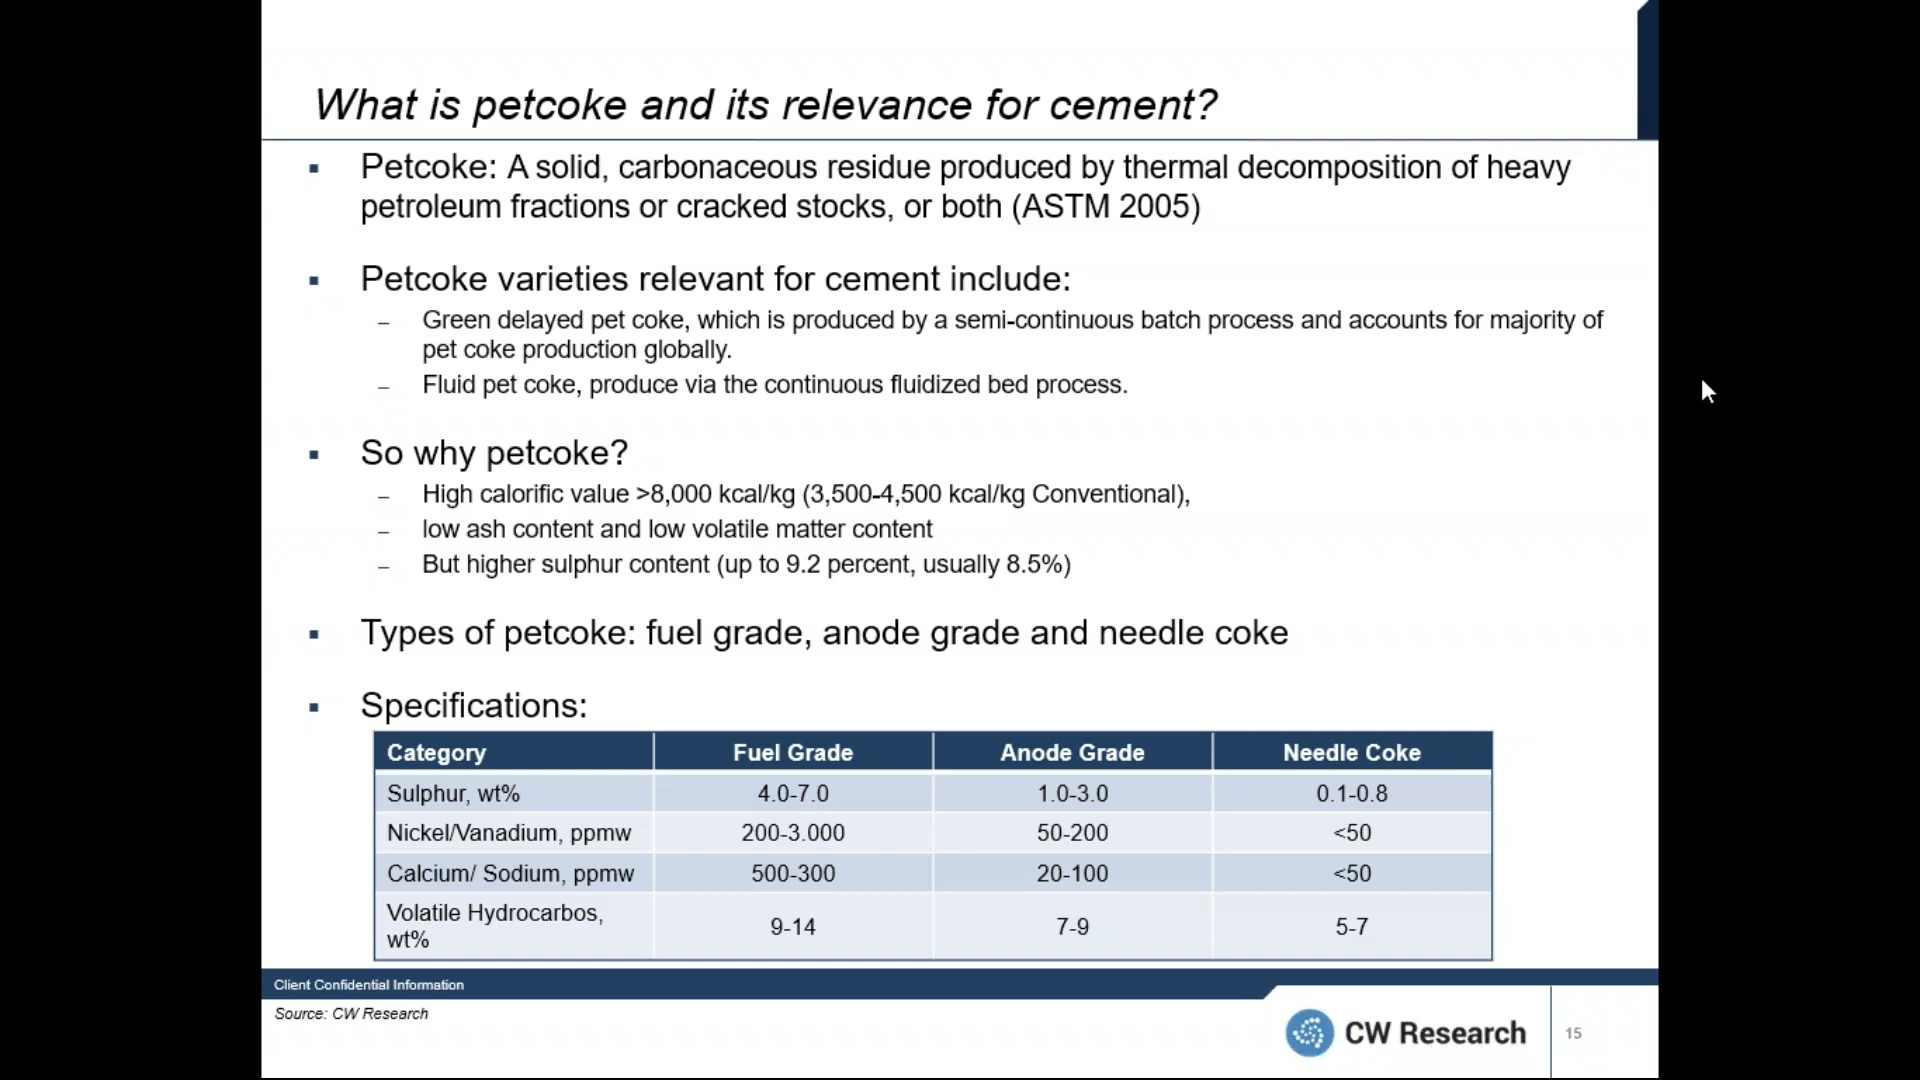 What is petcoke and its relevance for cement?
▪ Petcoke: A solid, carbonaceous residue produced by thermal decomposition of heavy
petroleum fractions or cracked stocks, or both (ASTM 2005)
▪ Petcoke varieties relevant for cement include:
– Green delayed pet coke, which is produced by a semi-continuous batch process and accounts for majority of
pet coke production globally.
– Fluid pet coke, produce via the continuous fluidized bed process.
▪ So why petcoke?
– High calorific value >8,000 kcal/kg (3,500-4,500 kcal/kg Conventional),
– low ash content and low volatile matter content
– But higher sulphur content (up to 9.2 percent, usually 8.5%)
▪ Types of petcoke: fuel grade, anode grade and needle coke
▪ Specifications:
Category Fuel Grade Anode Grade Needle Coke
Sulphur, wt% 4.0-7.0 1.0-3.0 0.1-0.8
Nickel/Vanadium, ppmw 200-3.000 50-200 <50
Calcium/ Sodium, ppmw 500-300 20-100 <50
Volatile Hydrocarbos,
wt% 9-14 7-9 5-7
Client Confidential Information
Source: CW Research
CW Research 15